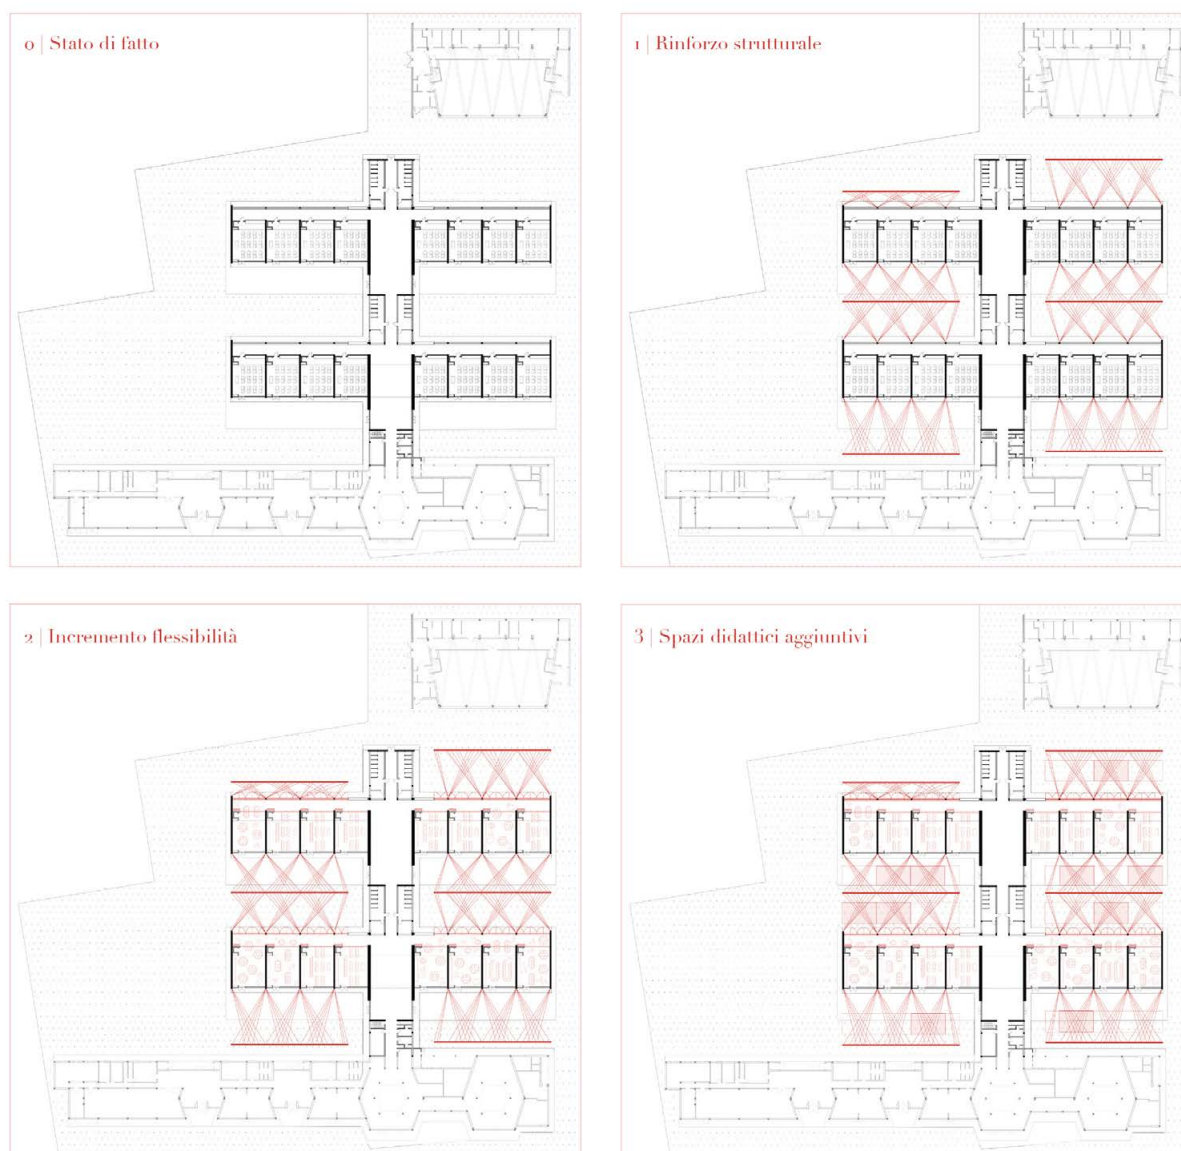 0 | Stato di fatto
1 | Rinforzo strutturale
2 | Incremento flessibilità
3 | Spazi didattici aggiuntivi